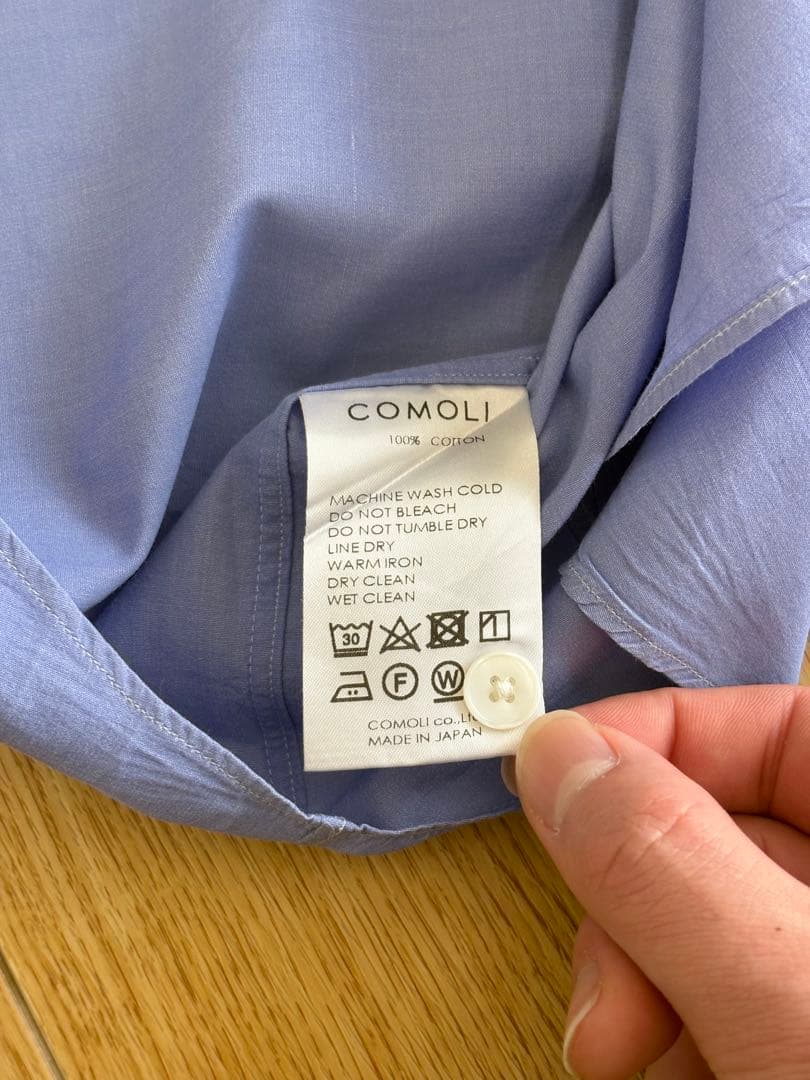 COMOLI
100% COTTON
MACHINE WASH COLD
DO NOT BLEACH
DO NOT TUMBLE DRY
LINE DRY
WARM IRON
DRY CLEAN
WET CLEAN
30
F W
COMOLI co.,Lt
MADE IN JAPAN